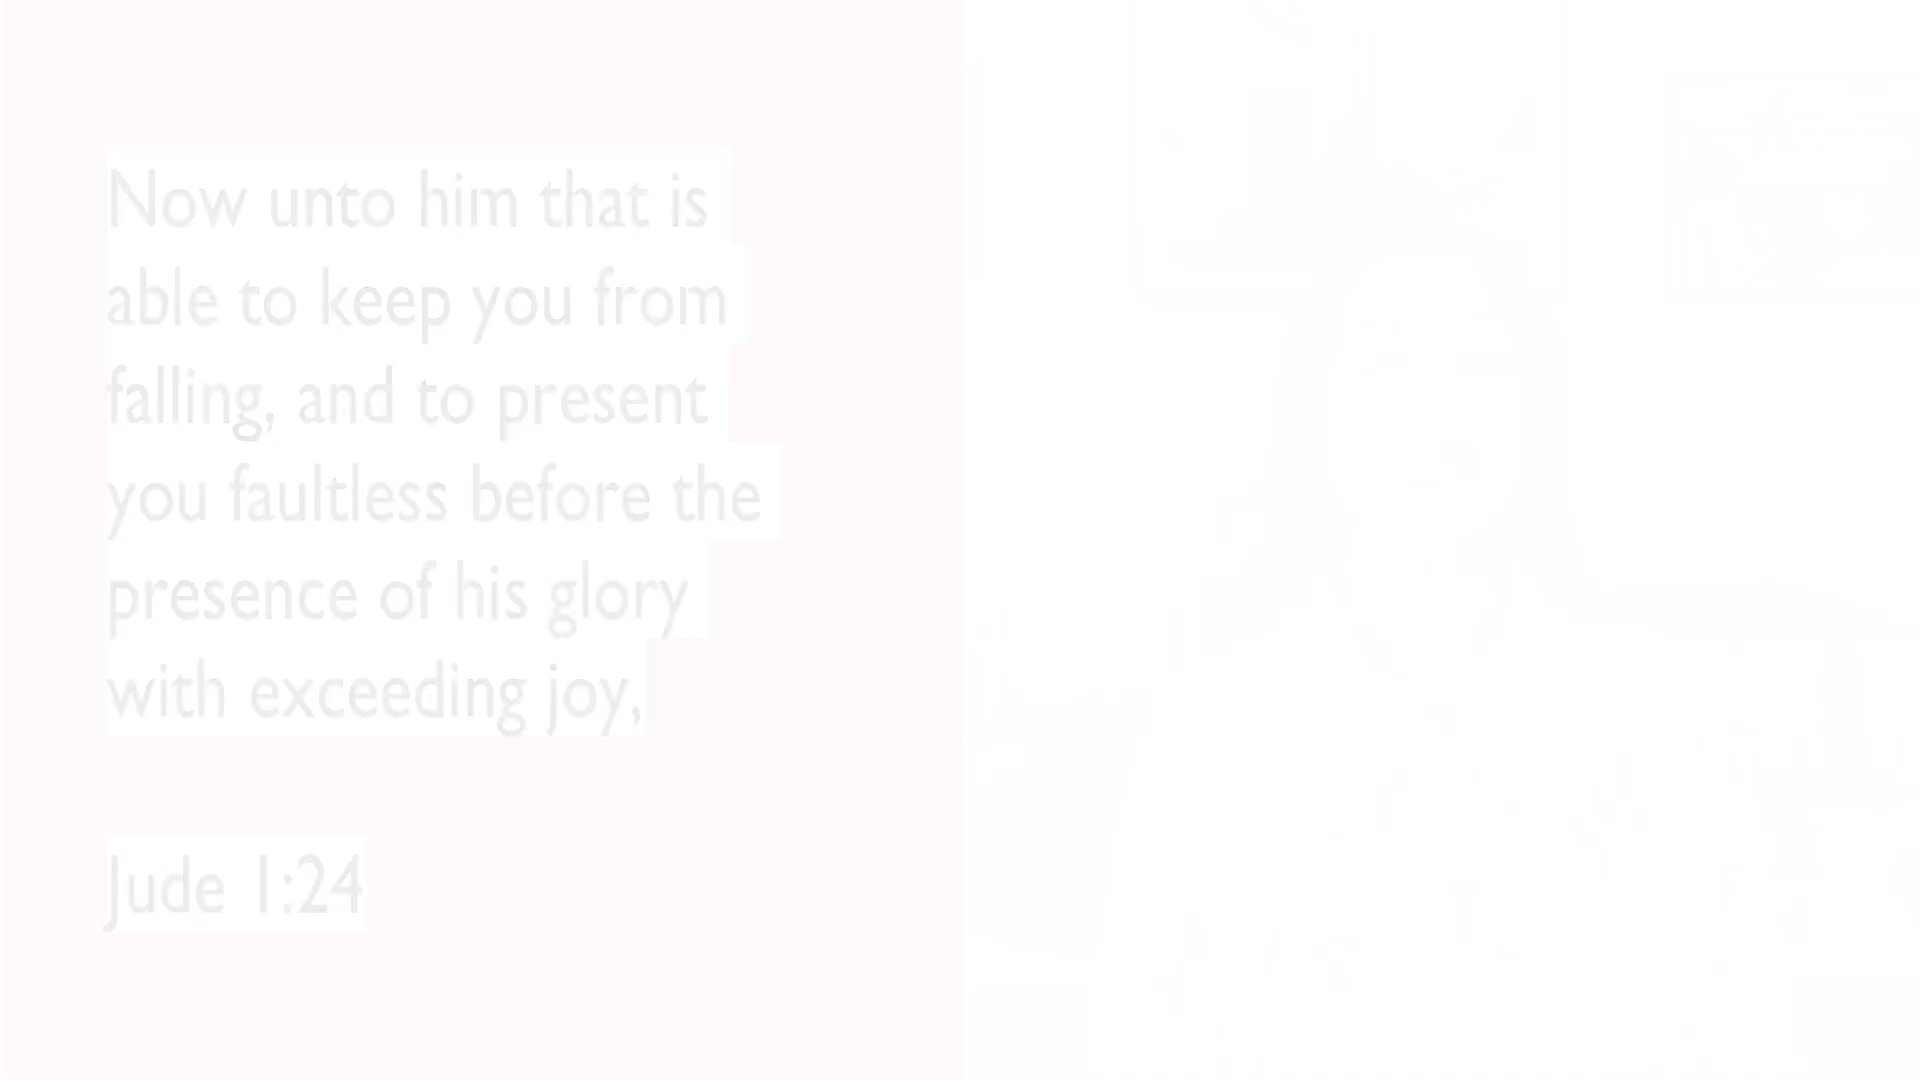 Now unto him that is
able to keep you from
falling, and to present
you faultless before the
presence of his glory
with exceeding joy,
Jude 1:24